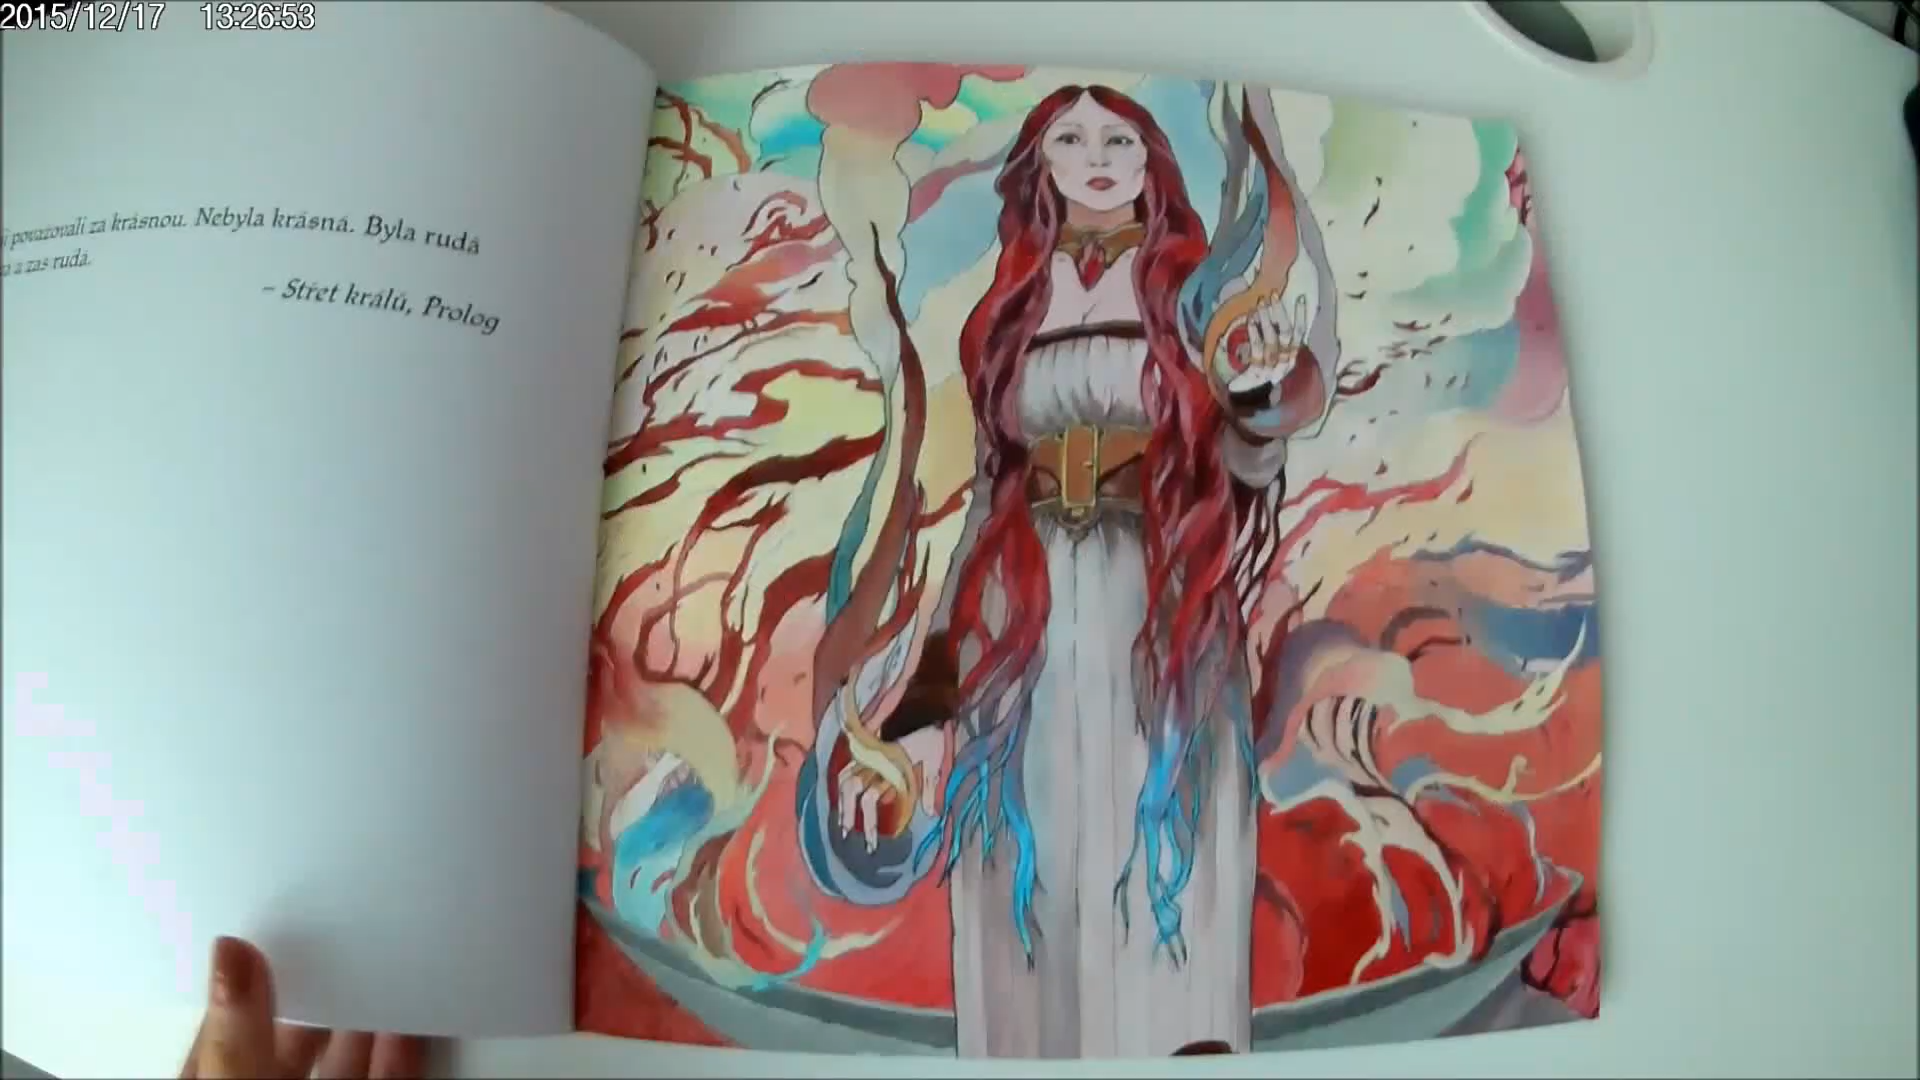 2015/12/17 13:26:53
považovali za krásnou. Nebyla krásná. Byla rudá
a zas rudá.
– Střet králů, Prolog